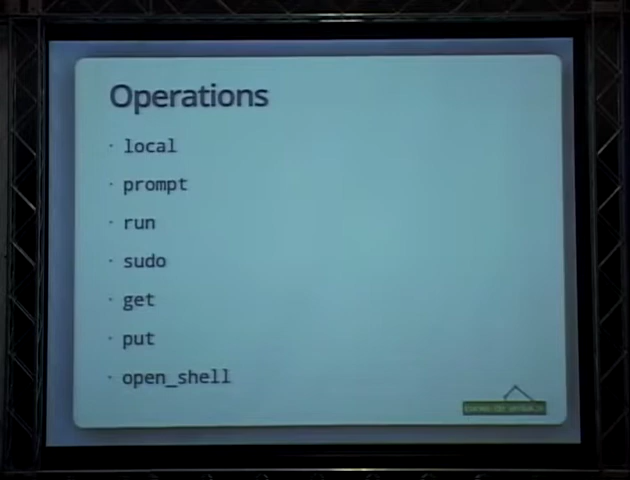 Operations
· local
· prompt
· run
· sudo
· get
· put
· open_shell